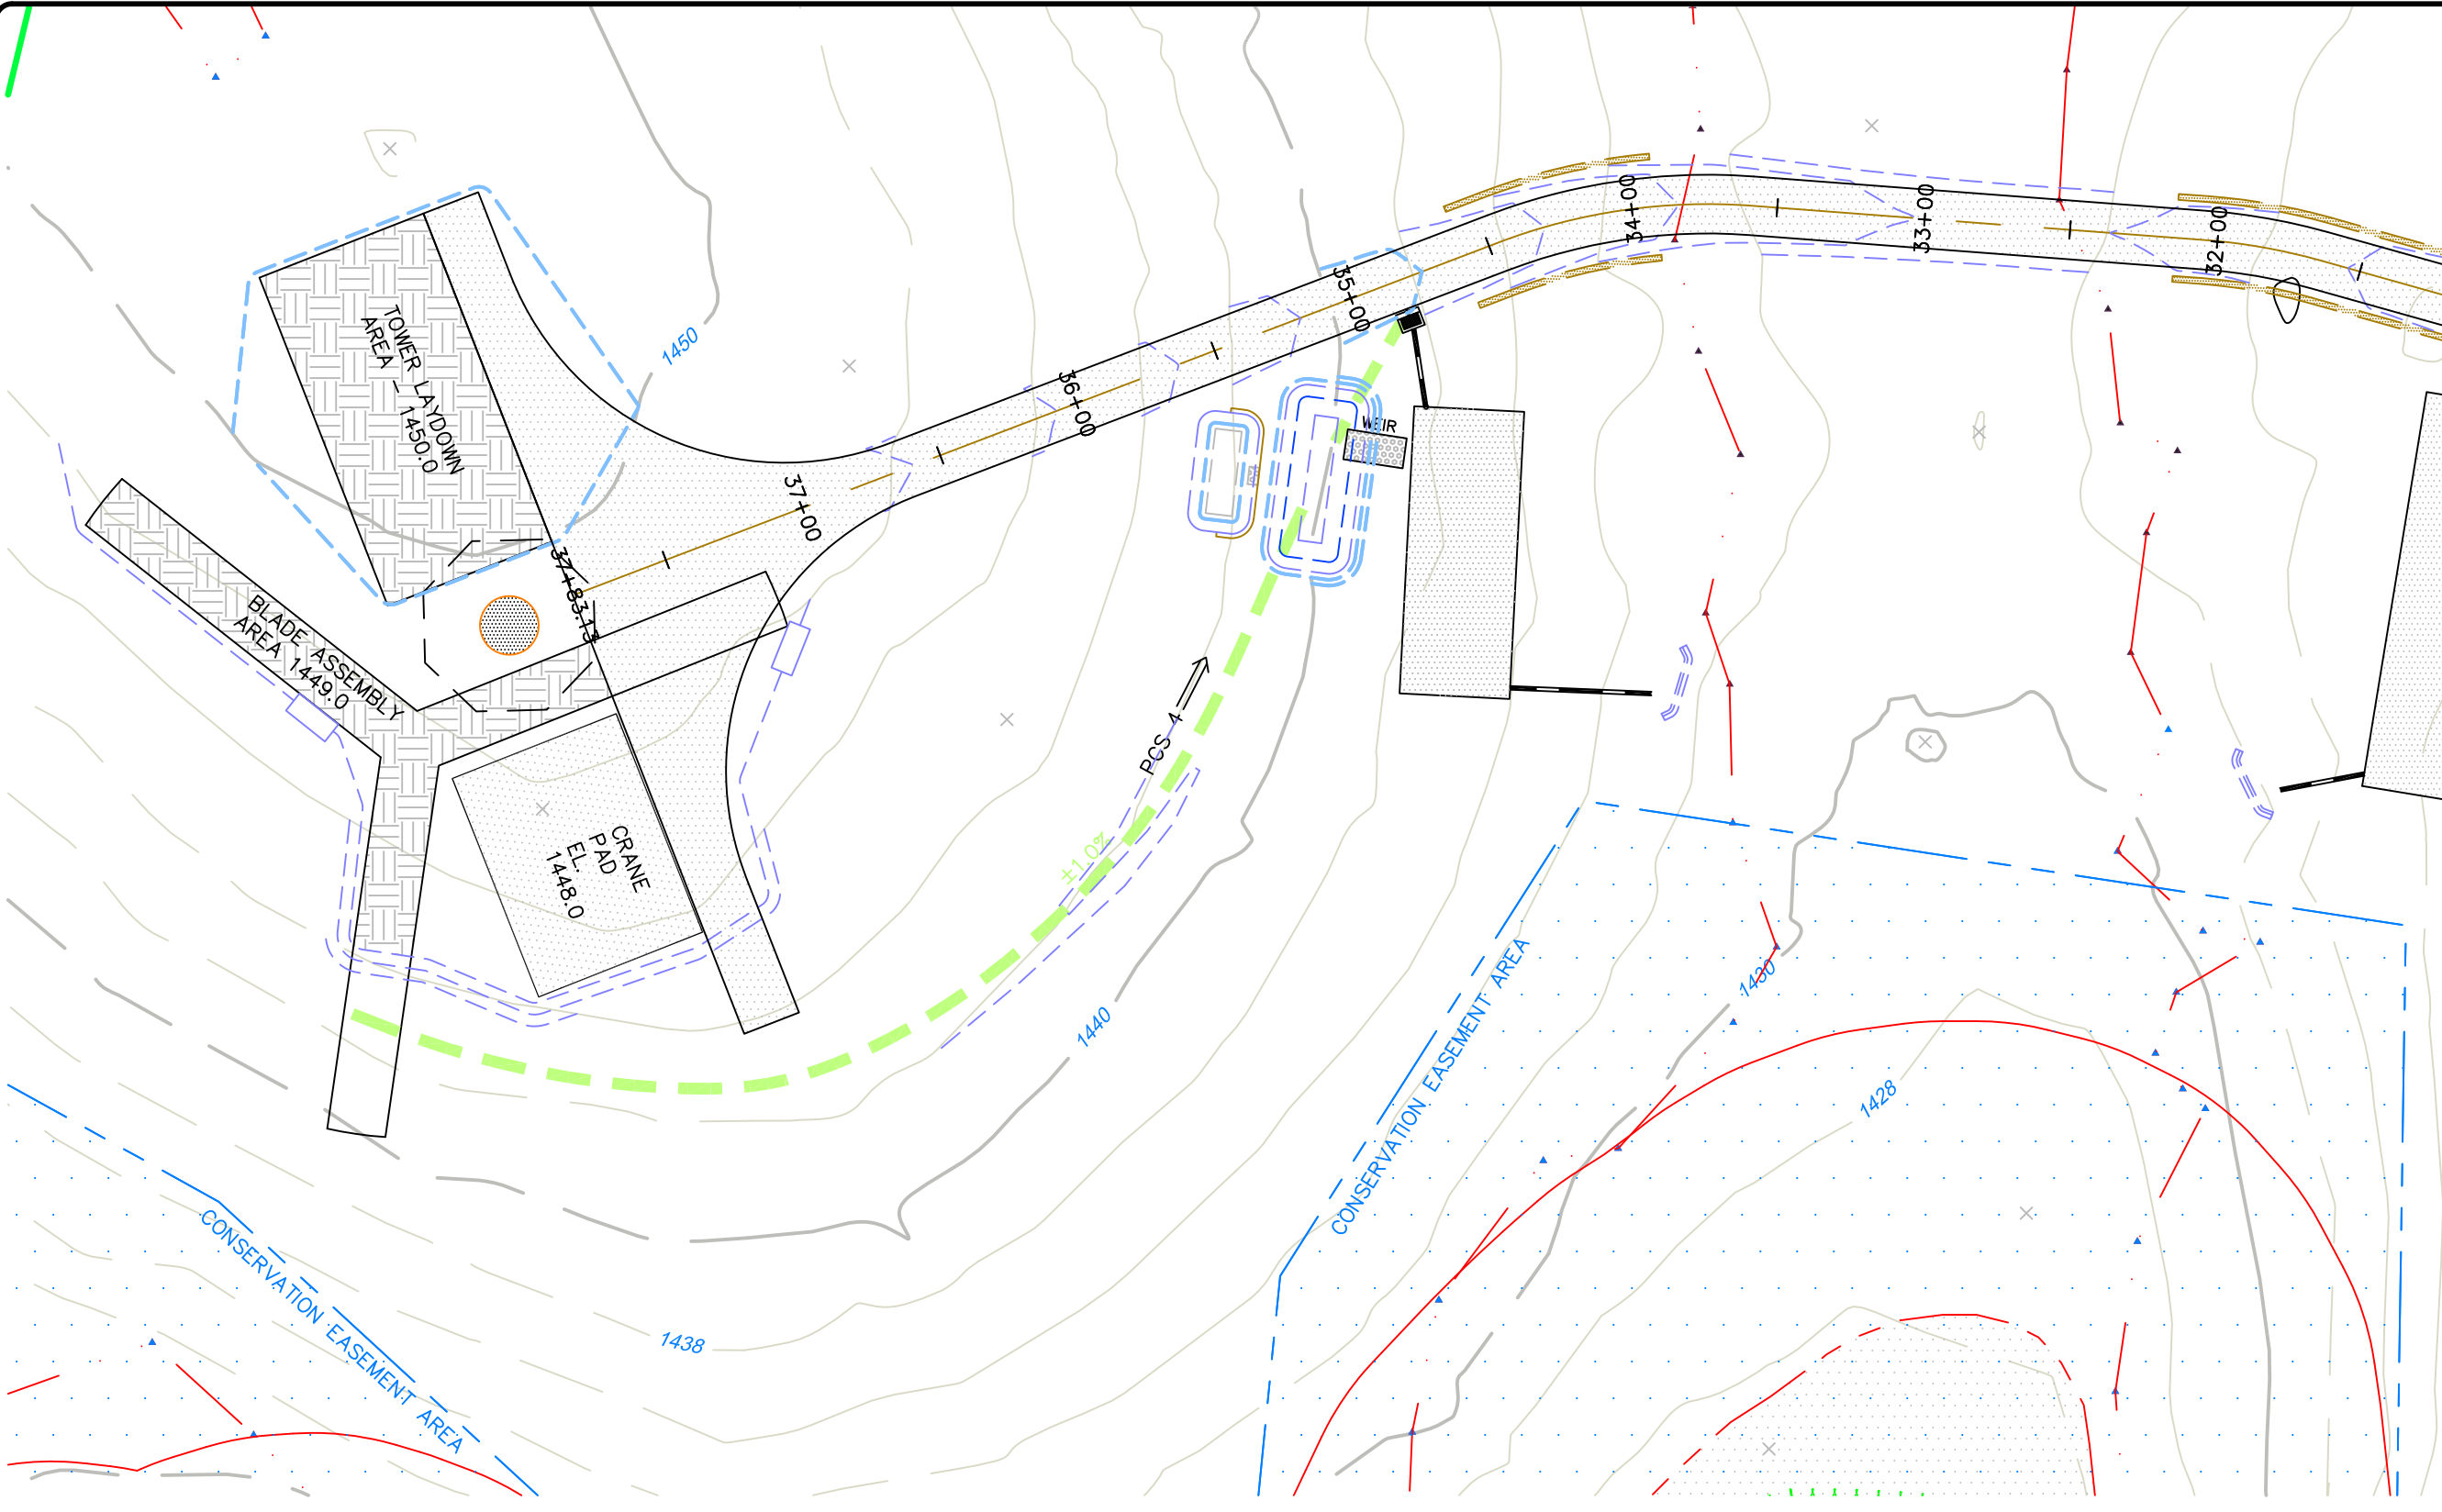 34+00
33+00
32+00
35+00
36+00
37+00
37+83.13
1450
TOWER LAYDOWN
AREA - 1450.0
WEIR
BLADE ASSEMBLY
AREA 1449.0
PCS 4
±1.0%
CRANE
PAD
EL.
1448.0
CONSERVATION EASEMENT AREA
1430
1440
1428
CONSERVATION EASEMENT AREA
1438